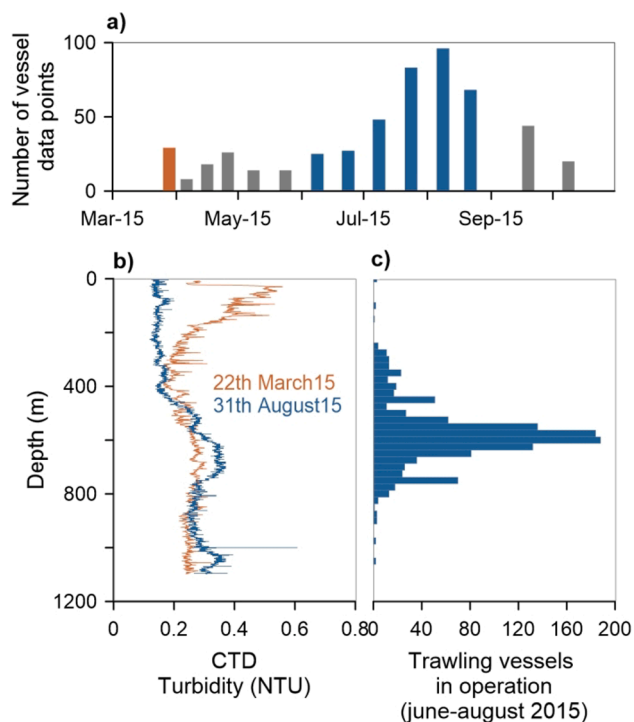 a)
Number of vessel
data points
100
50
0
Mar-15
May-15
Jul-15
Sep-15
b)
c)
Depth (m)
0
400
800
1200
22th March15
31th August15
0
0.2
0.4
0.6
0.8
CTD
Turbidity (NTU)
0
40
80
120
160
200
Trawling vessels
in operation
(june-august 2015)